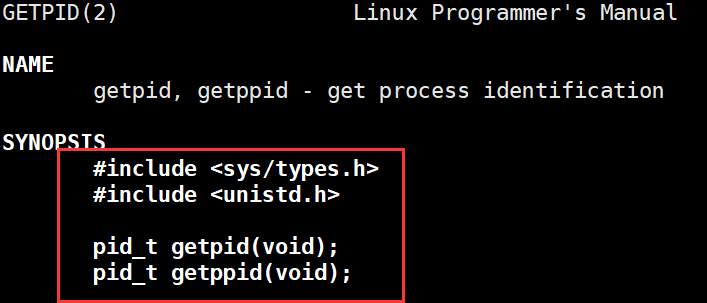 GETPID(2) Linux Programmer's Manual
NAME
getpid, getppid - get process identification
SYNOPSIS
#include <sys/types.h>
#include <unistd.h>
pid_t getpid(void);
pid_t getppid(void);